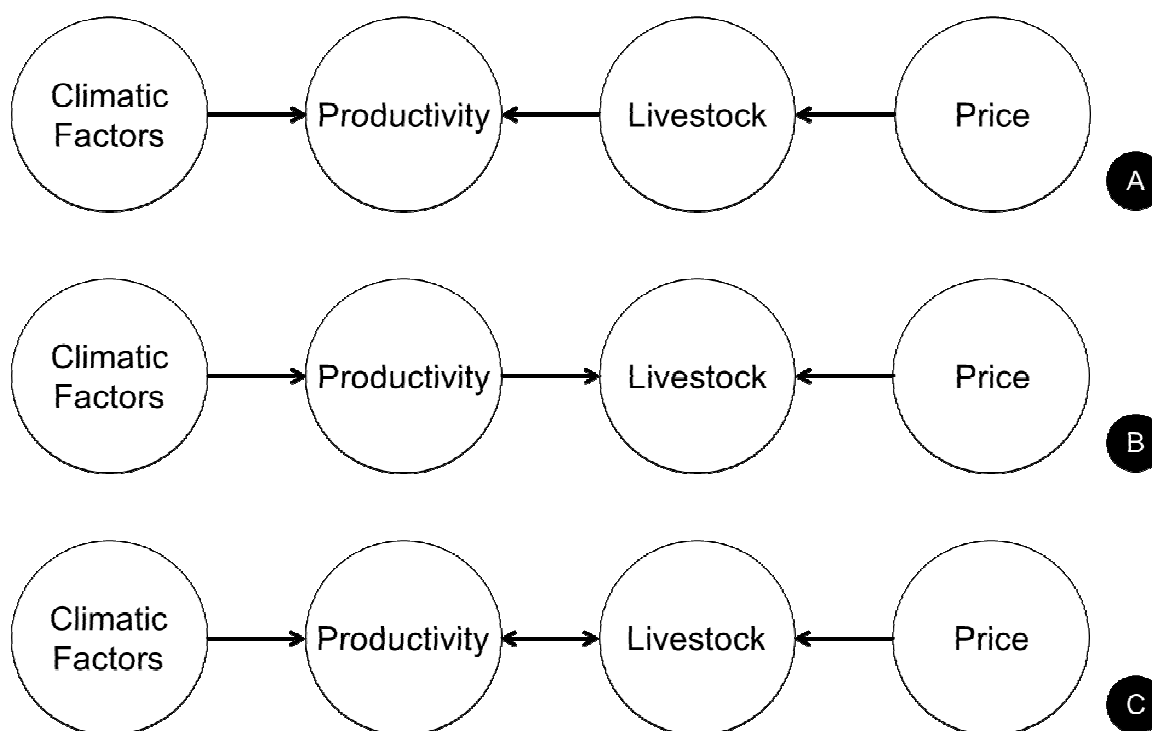 Climatic
Factors
Productivity
Livestock
Price
A
Climatic
Factors
Productivity
Livestock
Price
B
Climatic
Factors
Productivity
Livestock
Price
C